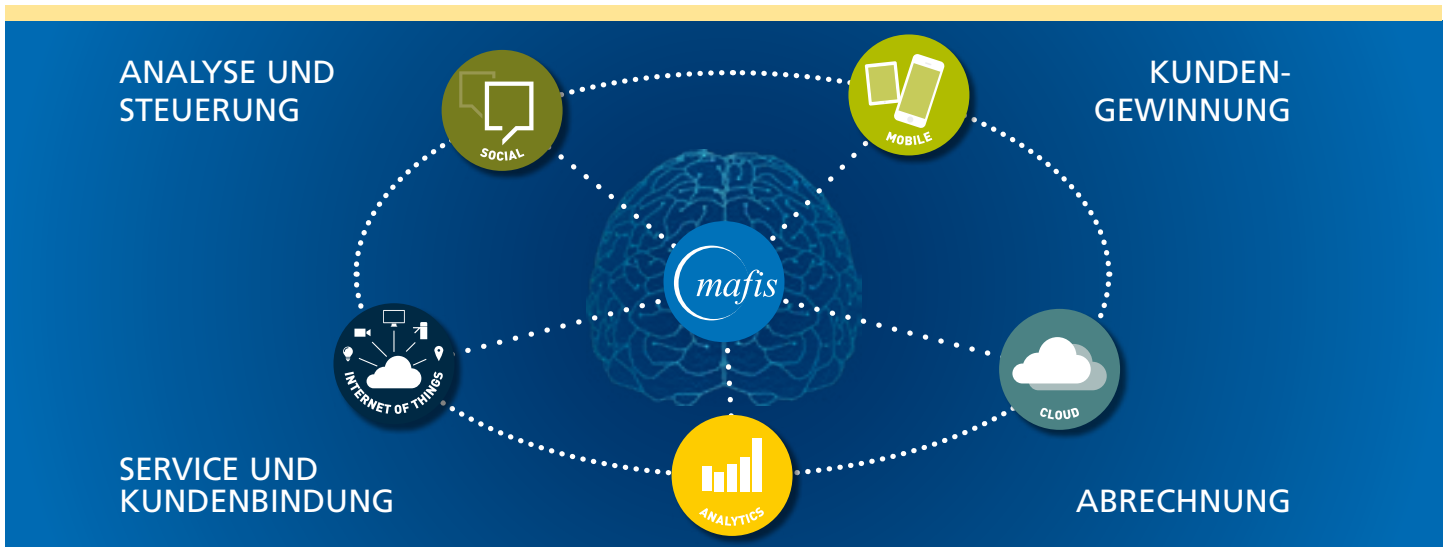 ANALYSE UND
STEUERUNG
KUNDEN-
GEWINNUNG
SOCIAL
MOBILE
mafis
INTERNET OF THINGS
CLOUD
ANALYTICS
SERVICE UND
KUNDENBINDUNG
ABRECHNUNG